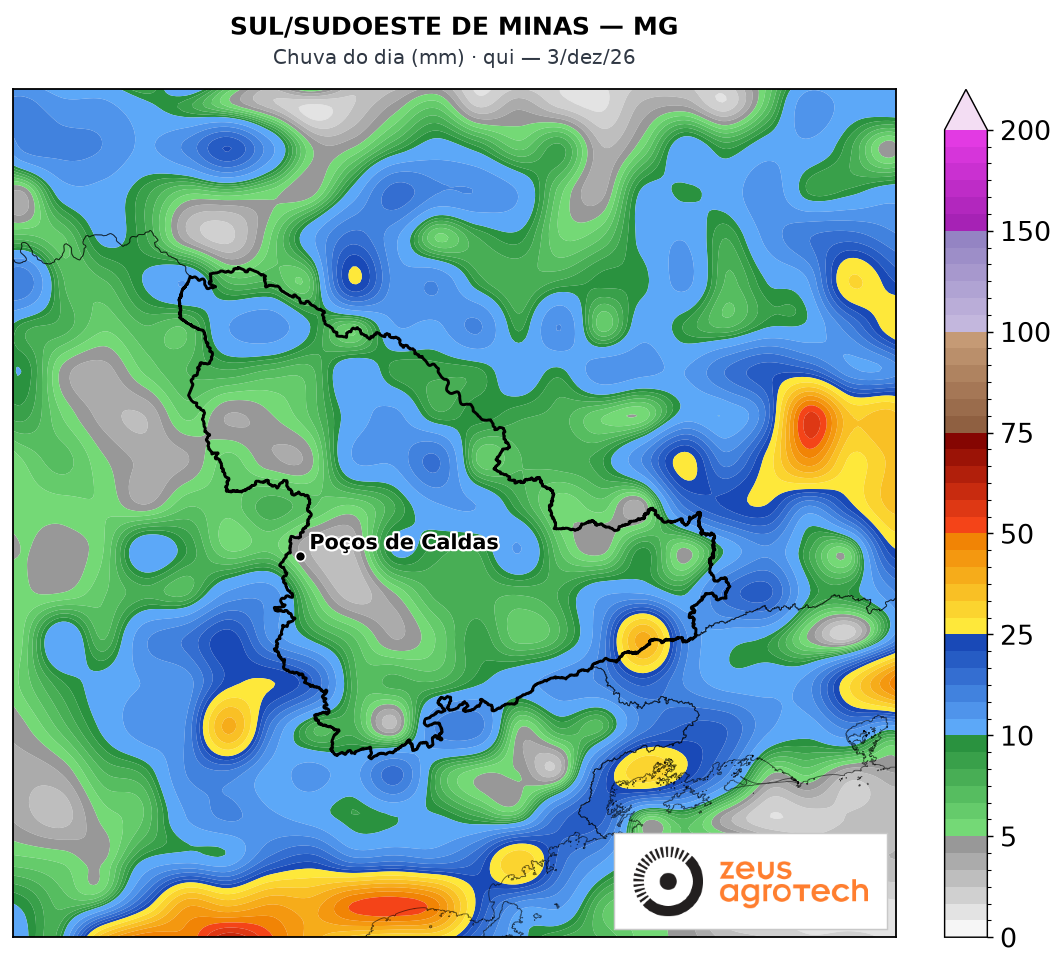 SUL/SUDOESTE DE MINAS — MG
Chuva do dia (mm) · qui — 3/dez/26
200
150
100
75
50
25
10
5
0
Poços de Caldas
zeus
agrotech